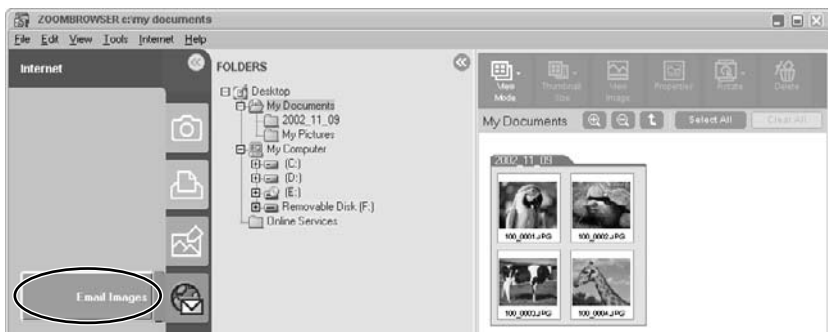 ZOOMBROWSER c:\my documents
File Edit View Tools Internet Help
Internet
Email Images
FOLDERS
Desktop
My Documents
2002_11_09
My Pictures
My Computer
(C:)
(D:)
(E:)
Removable Disk (F:)
Online Services
View Mode
Thumbnail Size
View Image
Properties
Rotate
Delete
My Documents
Select All
Clear All
2002_11_09
100_0001.JPG
100_0002.JPG
100_0003.JPG
100_0004.JPG